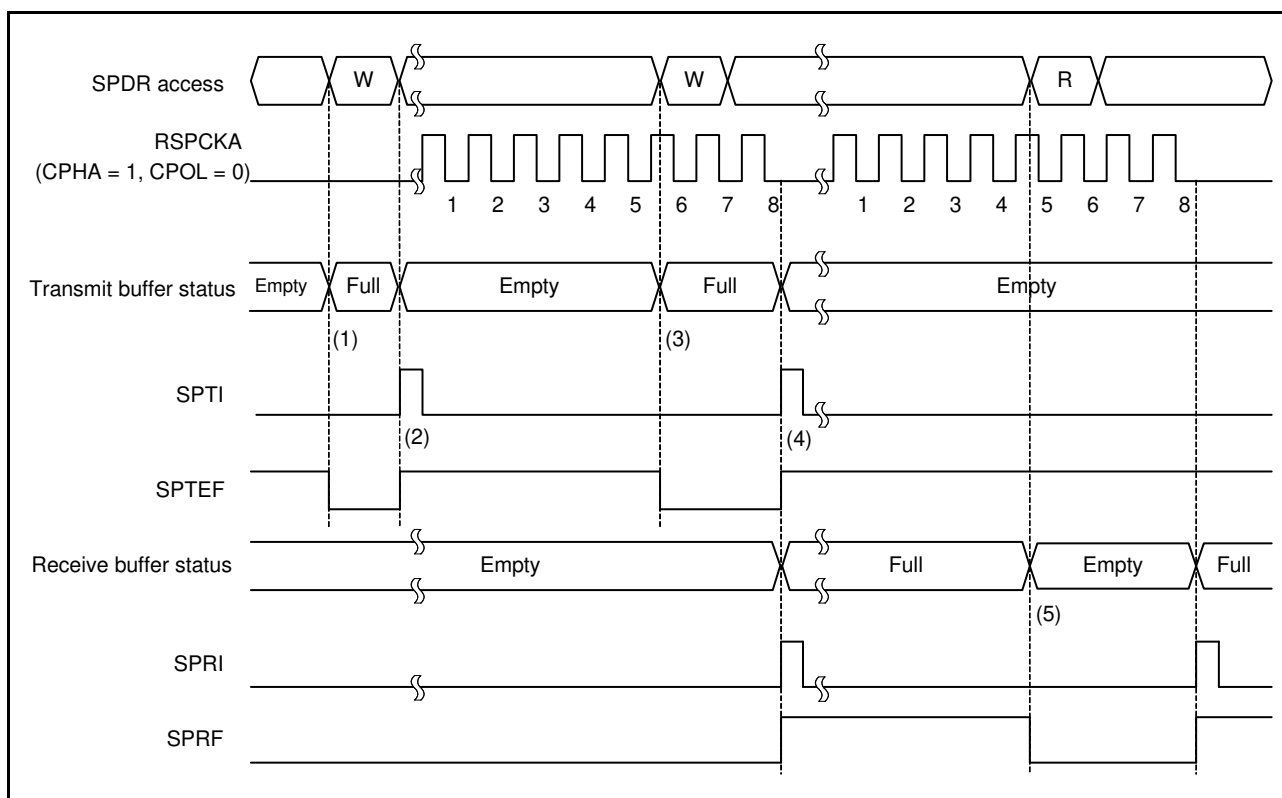 SPDR access W W R
RSPCKA
(CPHA = 1, CPOL = 0)
1 2 3 4 5 6 7 8 1 2 3 4 5 6 7 8
Transmit buffer status Empty Full Empty Full Empty
(1) (3)
SPTI
(2) (4)
SPTEF
Receive buffer status Empty Full Empty Full
(5)
SPRI
SPRF